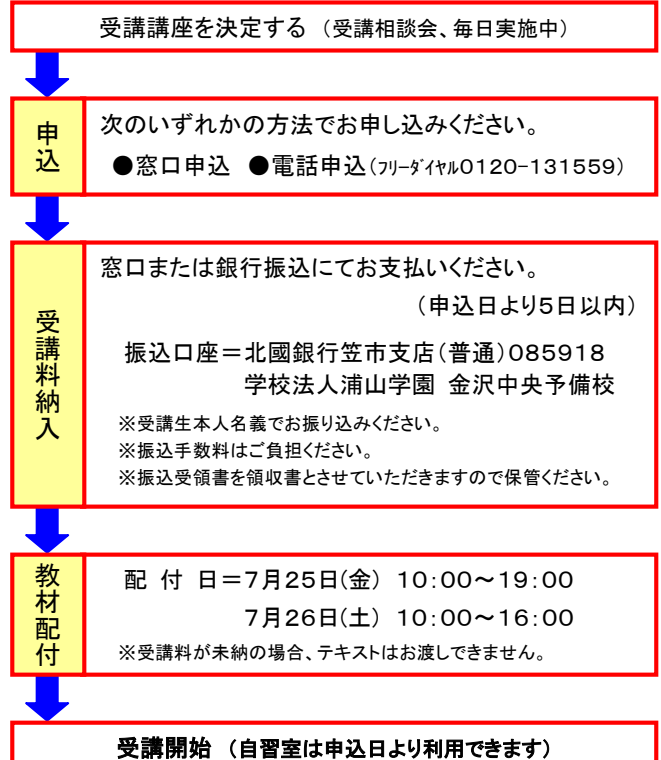 受講講座を決定する （受講相談会、毎日実施中）
申込
次のいずれかの方法でお申し込みください。
●窓口申込 ●電話申込（フリーダイヤル０１２０－１３１５５９）
受講料納入
窓口または銀行振込にてお支払いください。
（申込日より５日以内）
振込口座＝北國銀行笠市支店（普通）０８５９１８
学校法人浦山学園 金沢中央予備校
※受講生本人名義でお振り込みください。
※振込手数料はご負担ください。
※振込受領書を領収書とさせていただきますので保管ください。
教材配付
配 付 日＝７月２５日（金） １０：００～１９：００
７月２６日（土） １０：００～１６：００
※受講料が未納の場合、テキストはお渡しできません。
受講開始 （自習室は申込日より利用できます）